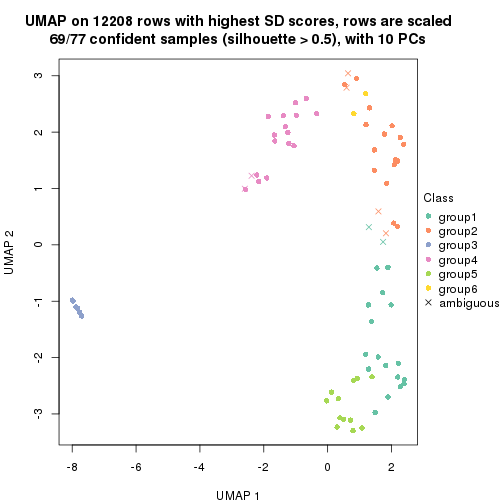 UMAP on 12208 rows with highest SD scores, rows are scaled
69/77 confident samples (silhouette > 0.5), with 10 PCs
3
2
1
0
-1
-2
-3
UMAP 2
-8
-6
-4
-2
0
2
UMAP 1
Class
group1
group2
group3
group4
group5
group6
ambiguous